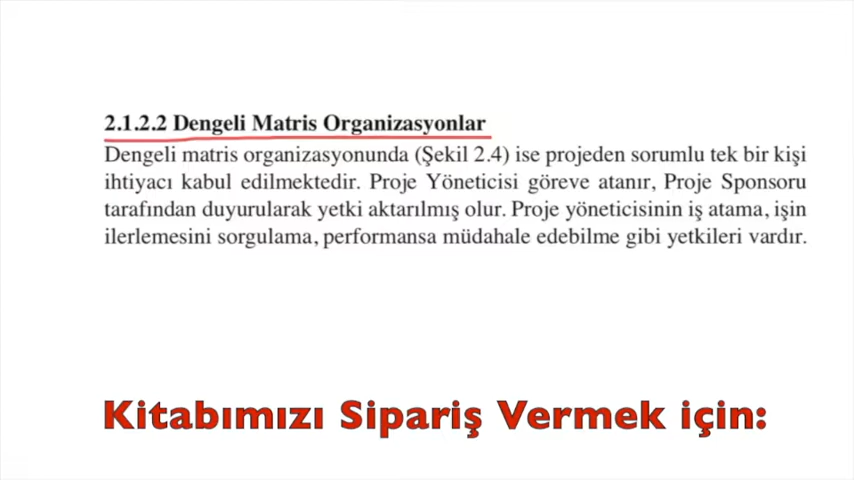 2.1.2.2 Dengeli Matris Organizasyonlar
Dengeli matris organizasyonunda (Şekil 2.4) ise projeden sorumlu tek bir kişi
ihtiyacı kabul edilmektedir. Proje Yöneticisi göreve atanır, Proje Sponsoru
tarafından duyurularak yetki aktarılmış olur. Proje yöneticisinin iş atama, işin
ilerlemesini sorgulama, performansa müdahale edebilme gibi yetkileri vardır.
Kitabımızı Sipariş Vermek için: